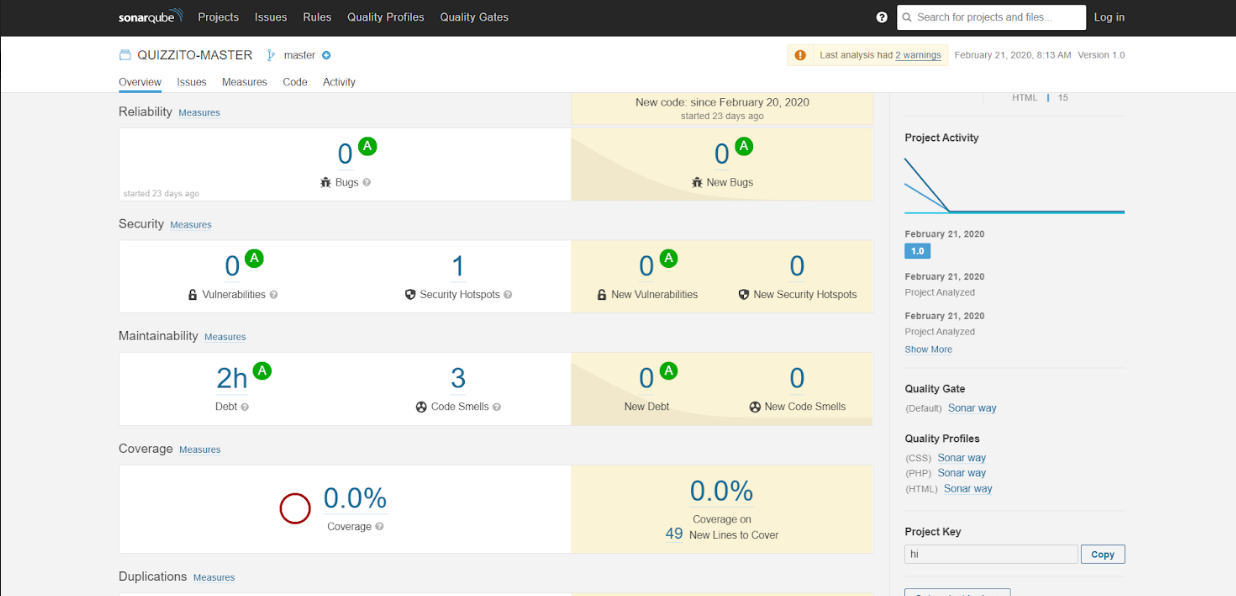 sonarqube Projects Issues Rules Quality Profiles Quality Gates ? Search for projects and files... Log in
QUIZZITO-MASTER master Last analysis had 2 warnings February 21, 2020, 8:13 AM Version 1.0
Overview Issues Measures Code Activity
Reliability Measures
New code: since February 20, 2020
started 23 days ago
0 A
Bugs ?
started 23 days ago
0 A
New Bugs
Security Measures
0 A
Vulnerabilities ?
1
Security Hotspots ?
0 A
New Vulnerabilities
0
New Security Hotspots
Maintainability Measures
2h A
Debt ?
3
Code Smells ?
0 A
New Debt
0
New Code Smells
Coverage Measures
0.0%
Coverage ?
0.0%
Coverage on
49 New Lines to Cover
Duplications Measures
HTML 15
Project Activity
February 21, 2020
1.0
February 21, 2020
Project Analyzed
February 21, 2020
Project Analyzed
Show More
Quality Gate
(Default) Sonar way
Quality Profiles
(CSS) Sonar way
(PHP) Sonar way
(HTML) Sonar way
Project Key
hi Copy